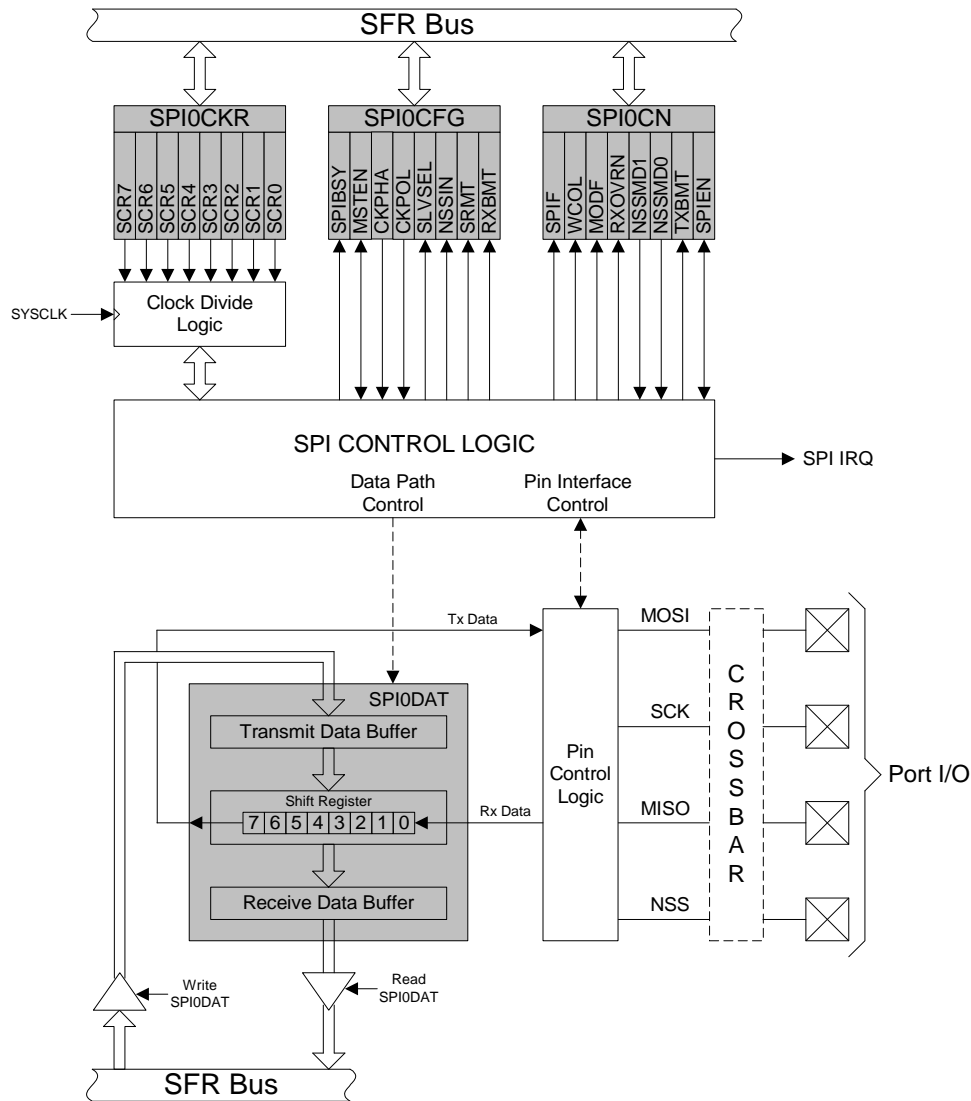 SFR Bus
SPI0CKR
SPI0CFG
SPI0CN
SCR7
SCR6
SCR5
SCR4
SCR3
SCR2
SCR1
SCR0
SPIBSY
MSTEN
CKPHA
CKPOL
SLVSEL
NSSIN
SRMT
RXBMT
SPIF
WCOL
MODF
RXOVRN
NSSMD1
NSSMD0
TXBMT
SPIEN
SYSCLK
Clock Divide
Logic
SPI CONTROL LOGIC
SPI IRQ
Data Path
Control
Pin Interface
Control
Tx Data
MOSI
SPI0DAT
Transmit Data Buffer
SCK
Shift Register
7 6 5 4 3 2 1 0
Rx Data
Pin
Control
Logic
MISO
Receive Data Buffer
NSS
CROSSBAR
Port I/O
Write
SPI0DAT
Read
SPI0DAT
SFR Bus